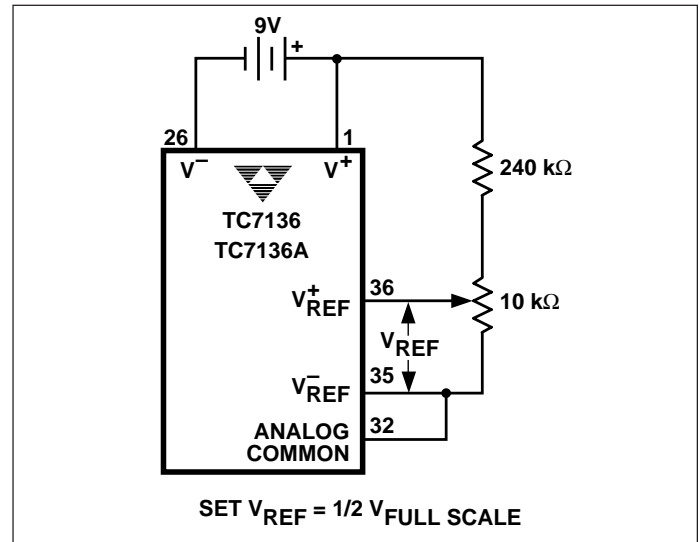 9V
+
26
1
V−
V+
TC7136
TC7136A
240 kΩ
36
V+REF
10 kΩ
VREF
35
V−REF
32
ANALOG
COMMON
SET VREF = 1/2 VFULL SCALE